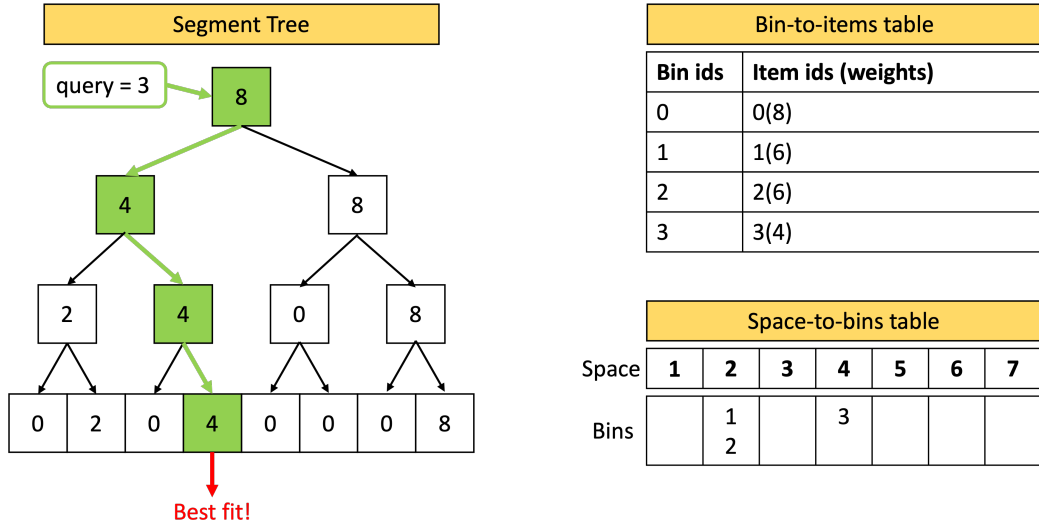 Segment Tree
query = 3
8
4 8
2 4 0 8
0 2 0 4 0 0 0 8
Best fit!
Bin-to-items table
Bin ids Item ids (weights)
0 0(8)
1 1(6)
2 2(6)
3 3(4)
Space-to-bins table
Space 1 2 3 4 5 6 7
Bins 1 3
2